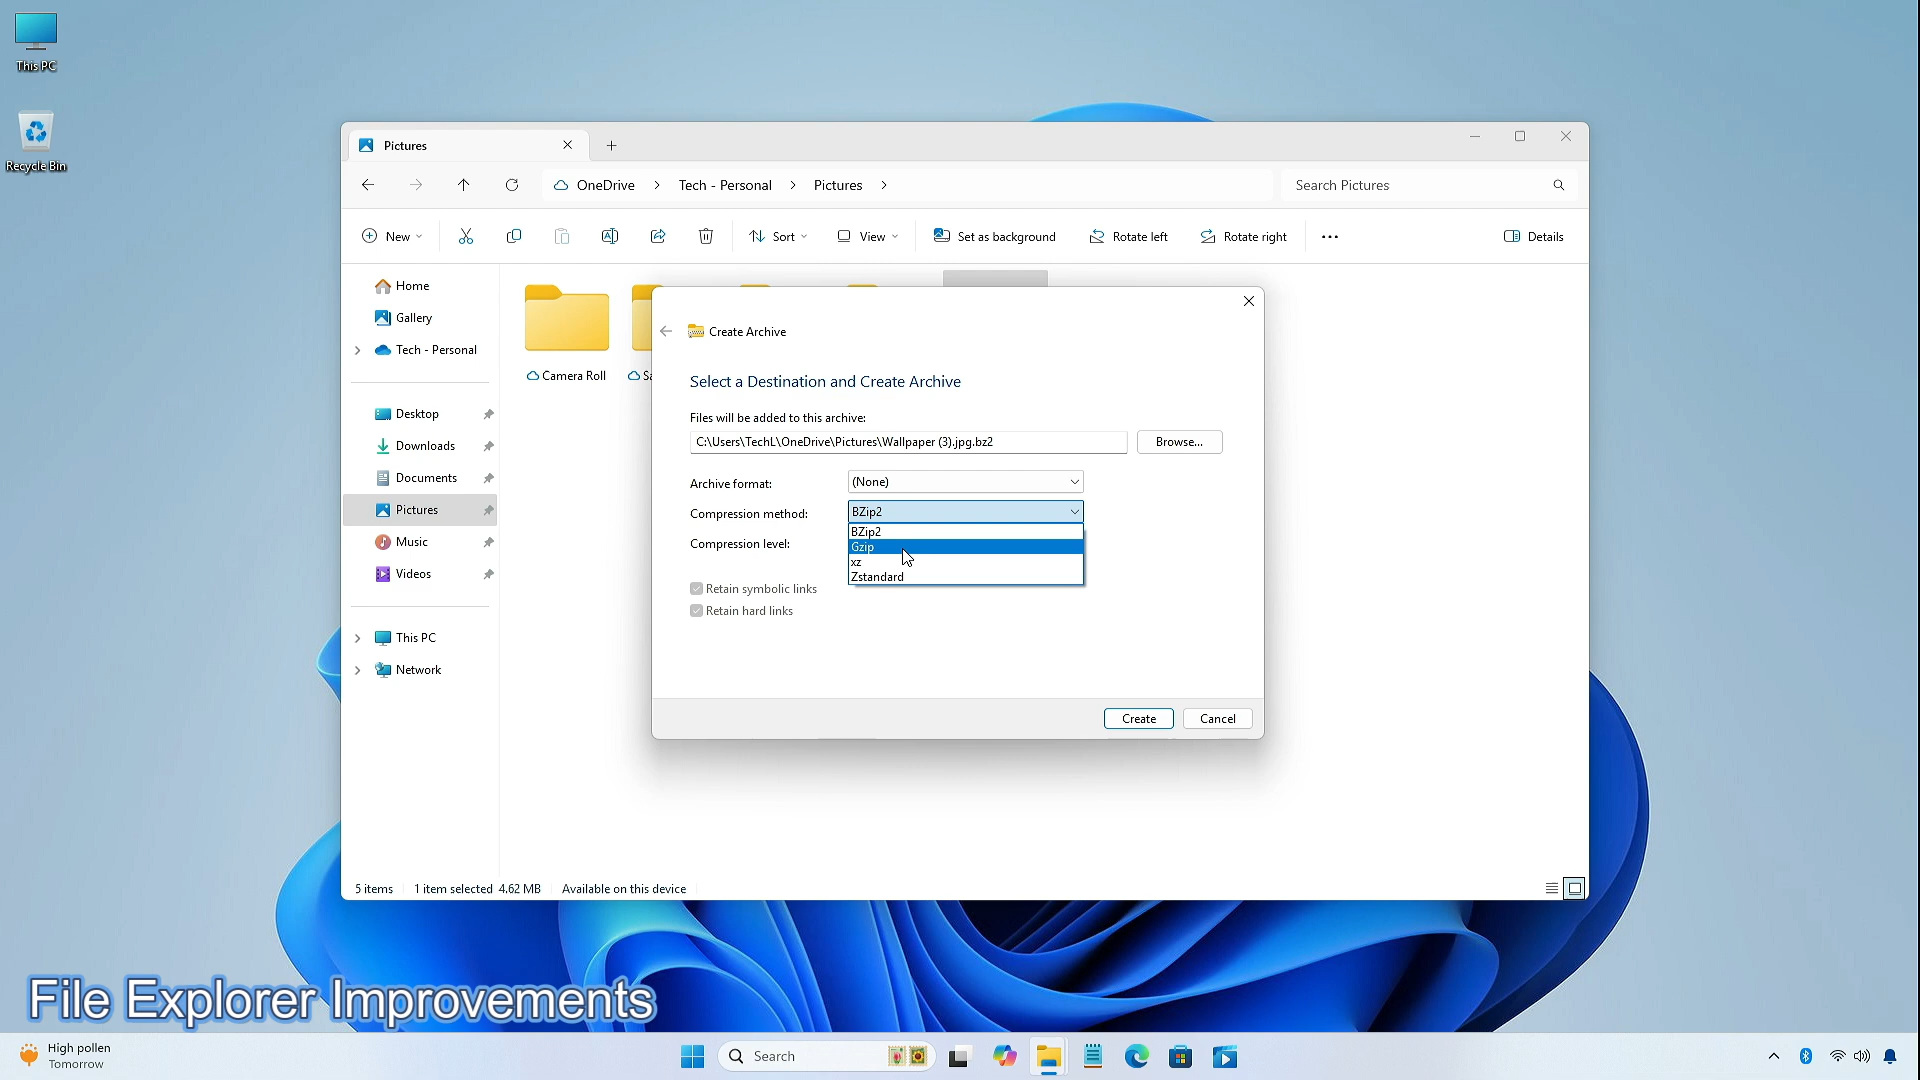 This PC
Recycle Bin
Pictures
OneDrive > Tech - Personal > Pictures >
Search Pictures
New
Sort
View
Set as background
Rotate left
Rotate right
Details
Home
Gallery
Tech - Personal
Desktop
Downloads
Documents
Pictures
Music
Videos
This PC
Network
Camera Roll
Create Archive
Select a Destination and Create Archive
Files will be added to this archive:
C:\Users\TechL\OneDrive\Pictures\Wallpaper (3).jpg.bz2
Browse...
Archive format:
(None)
Compression method:
BZip2
BZip2
Gzip
xz
Zstandard
Compression level:
Retain symbolic links
Retain hard links
Create
Cancel
5 items
1 item selected 4.62 MB
Available on this device
File Explorer Improvements
High pollen
Tomorrow
Search